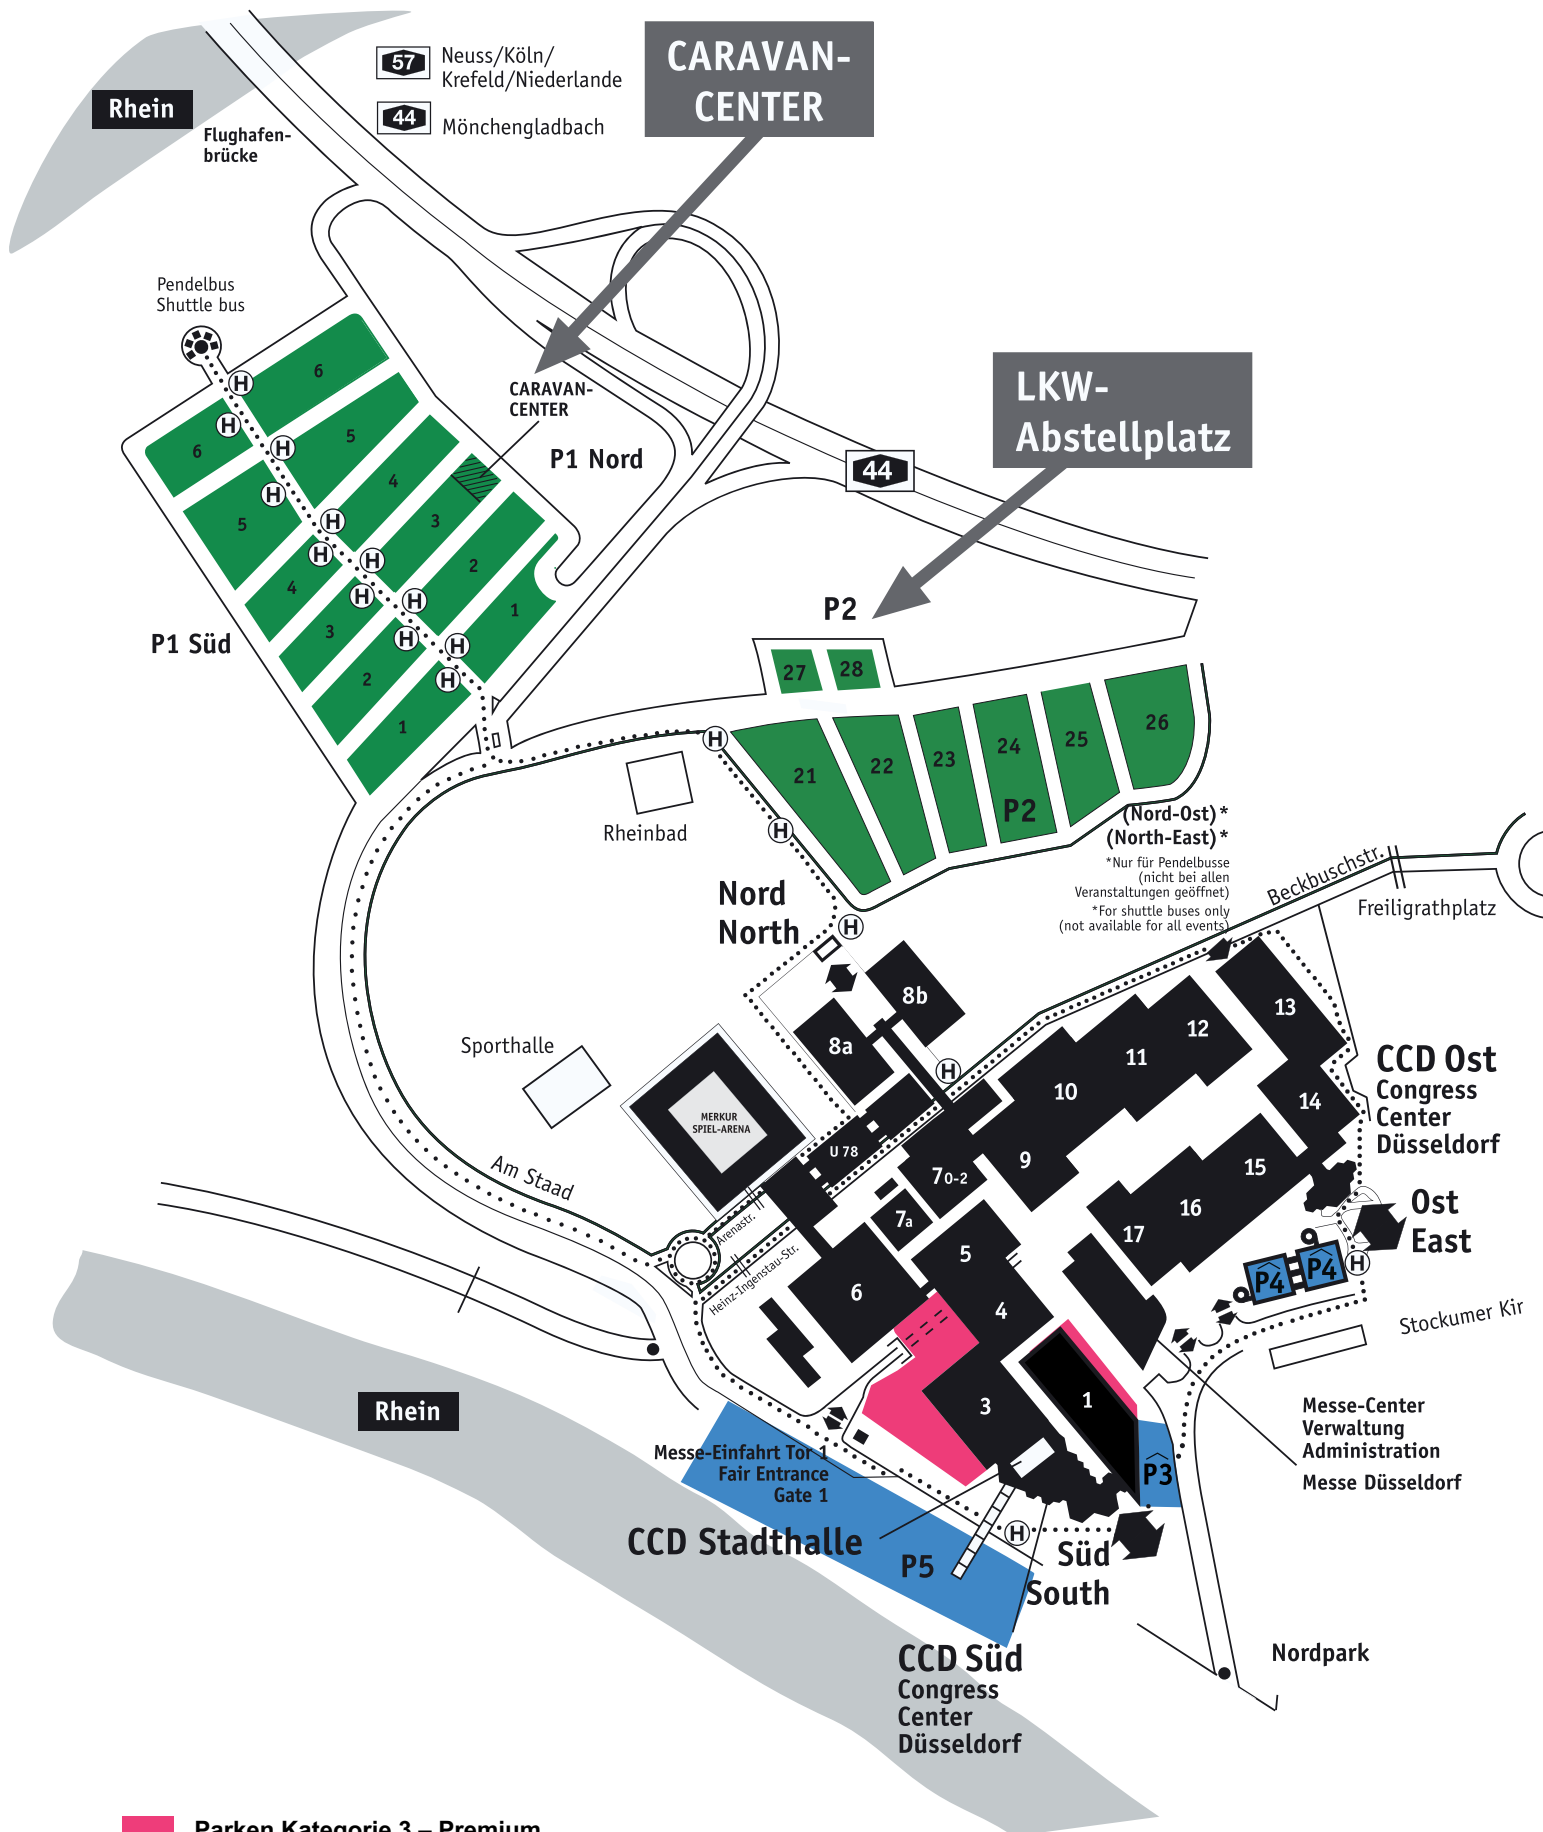 57
Neuss/Köln/
Krefeld/Niederlande
44
Mönchengladbach
CARAVAN-
CENTER
Rhein
Flughafen-
brücke
Pendelbus
Shuttle bus
CARAVAN-
CENTER
P1 Nord
LKW-
Abstellplatz
44
6
6
5
5
4
4
3
3
2
2
1
1
H
H
H
H
H
H
H
H
H
H
H
H
P1 Süd
P2
27
28
21
22
23
24
25
26
P2
(Nord-Ost)*
(North-East)*
*Nur für Pendelbusse
(nicht bei allen
Veranstaltungen geöffnet)
*For shuttle buses only
(not available for all events)
H
H
H
H
Rheinbad
Nord
North
Beckbuschstr.
Freiligrathplatz
Sporthalle
MERKUR
SPIEL-ARENA
Am Staad
8b
8a
U 78
70-2
7a
9
10
11
12
13
14
15
16
17
CCD Ost
Congress
Center
Düsseldorf
Ost
East
H
P4
P4
Stockumer Kir
Arenastr.
Heinz-Ingenstau-Str.
6
5
4
3
1
P3
Messe-Center
Verwaltung
Administration
Messe Düsseldorf
Rhein
Messe-Einfahrt Tor 1
Fair Entrance
Gate 1
CCD Stadthalle
P5
H
Süd
South
CCD Süd
Congress
Center
Düsseldorf
Nordpark
Parken Kategorie 3 – Premium